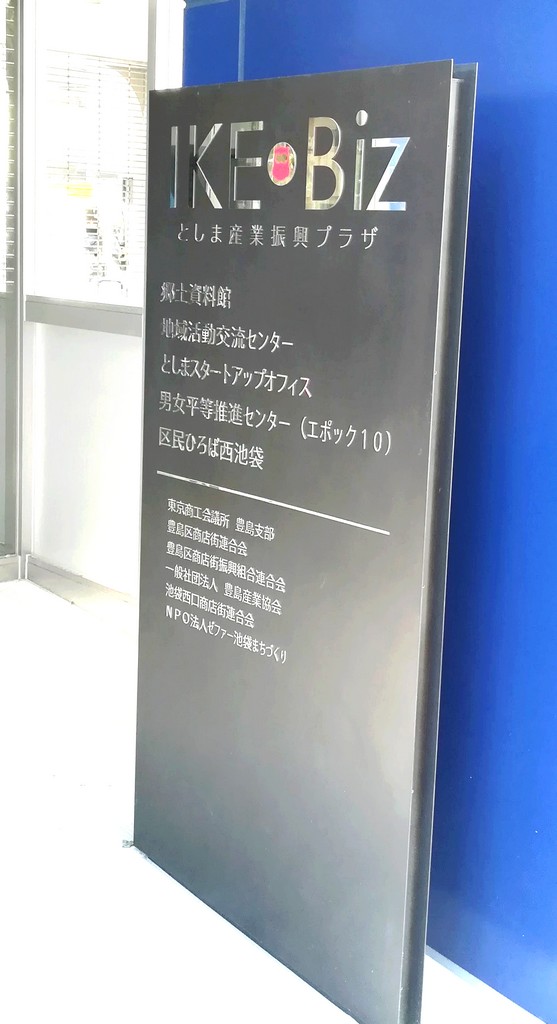 IKE・Biz
としま産業振興プラザ
郷土資料館
地域活動交流センター
としまスタートアップオフィス
男女平等推進センター（エポック１０）
区民ひろば西池袋
東京商工会議所 豊島支部
豊島区商店街連合会
豊島区商店街振興組合連合会
一般社団法人 豊島産業協会
池袋西口商店街連合会
ＮＰＯ法人ゼファー池袋まちづくり